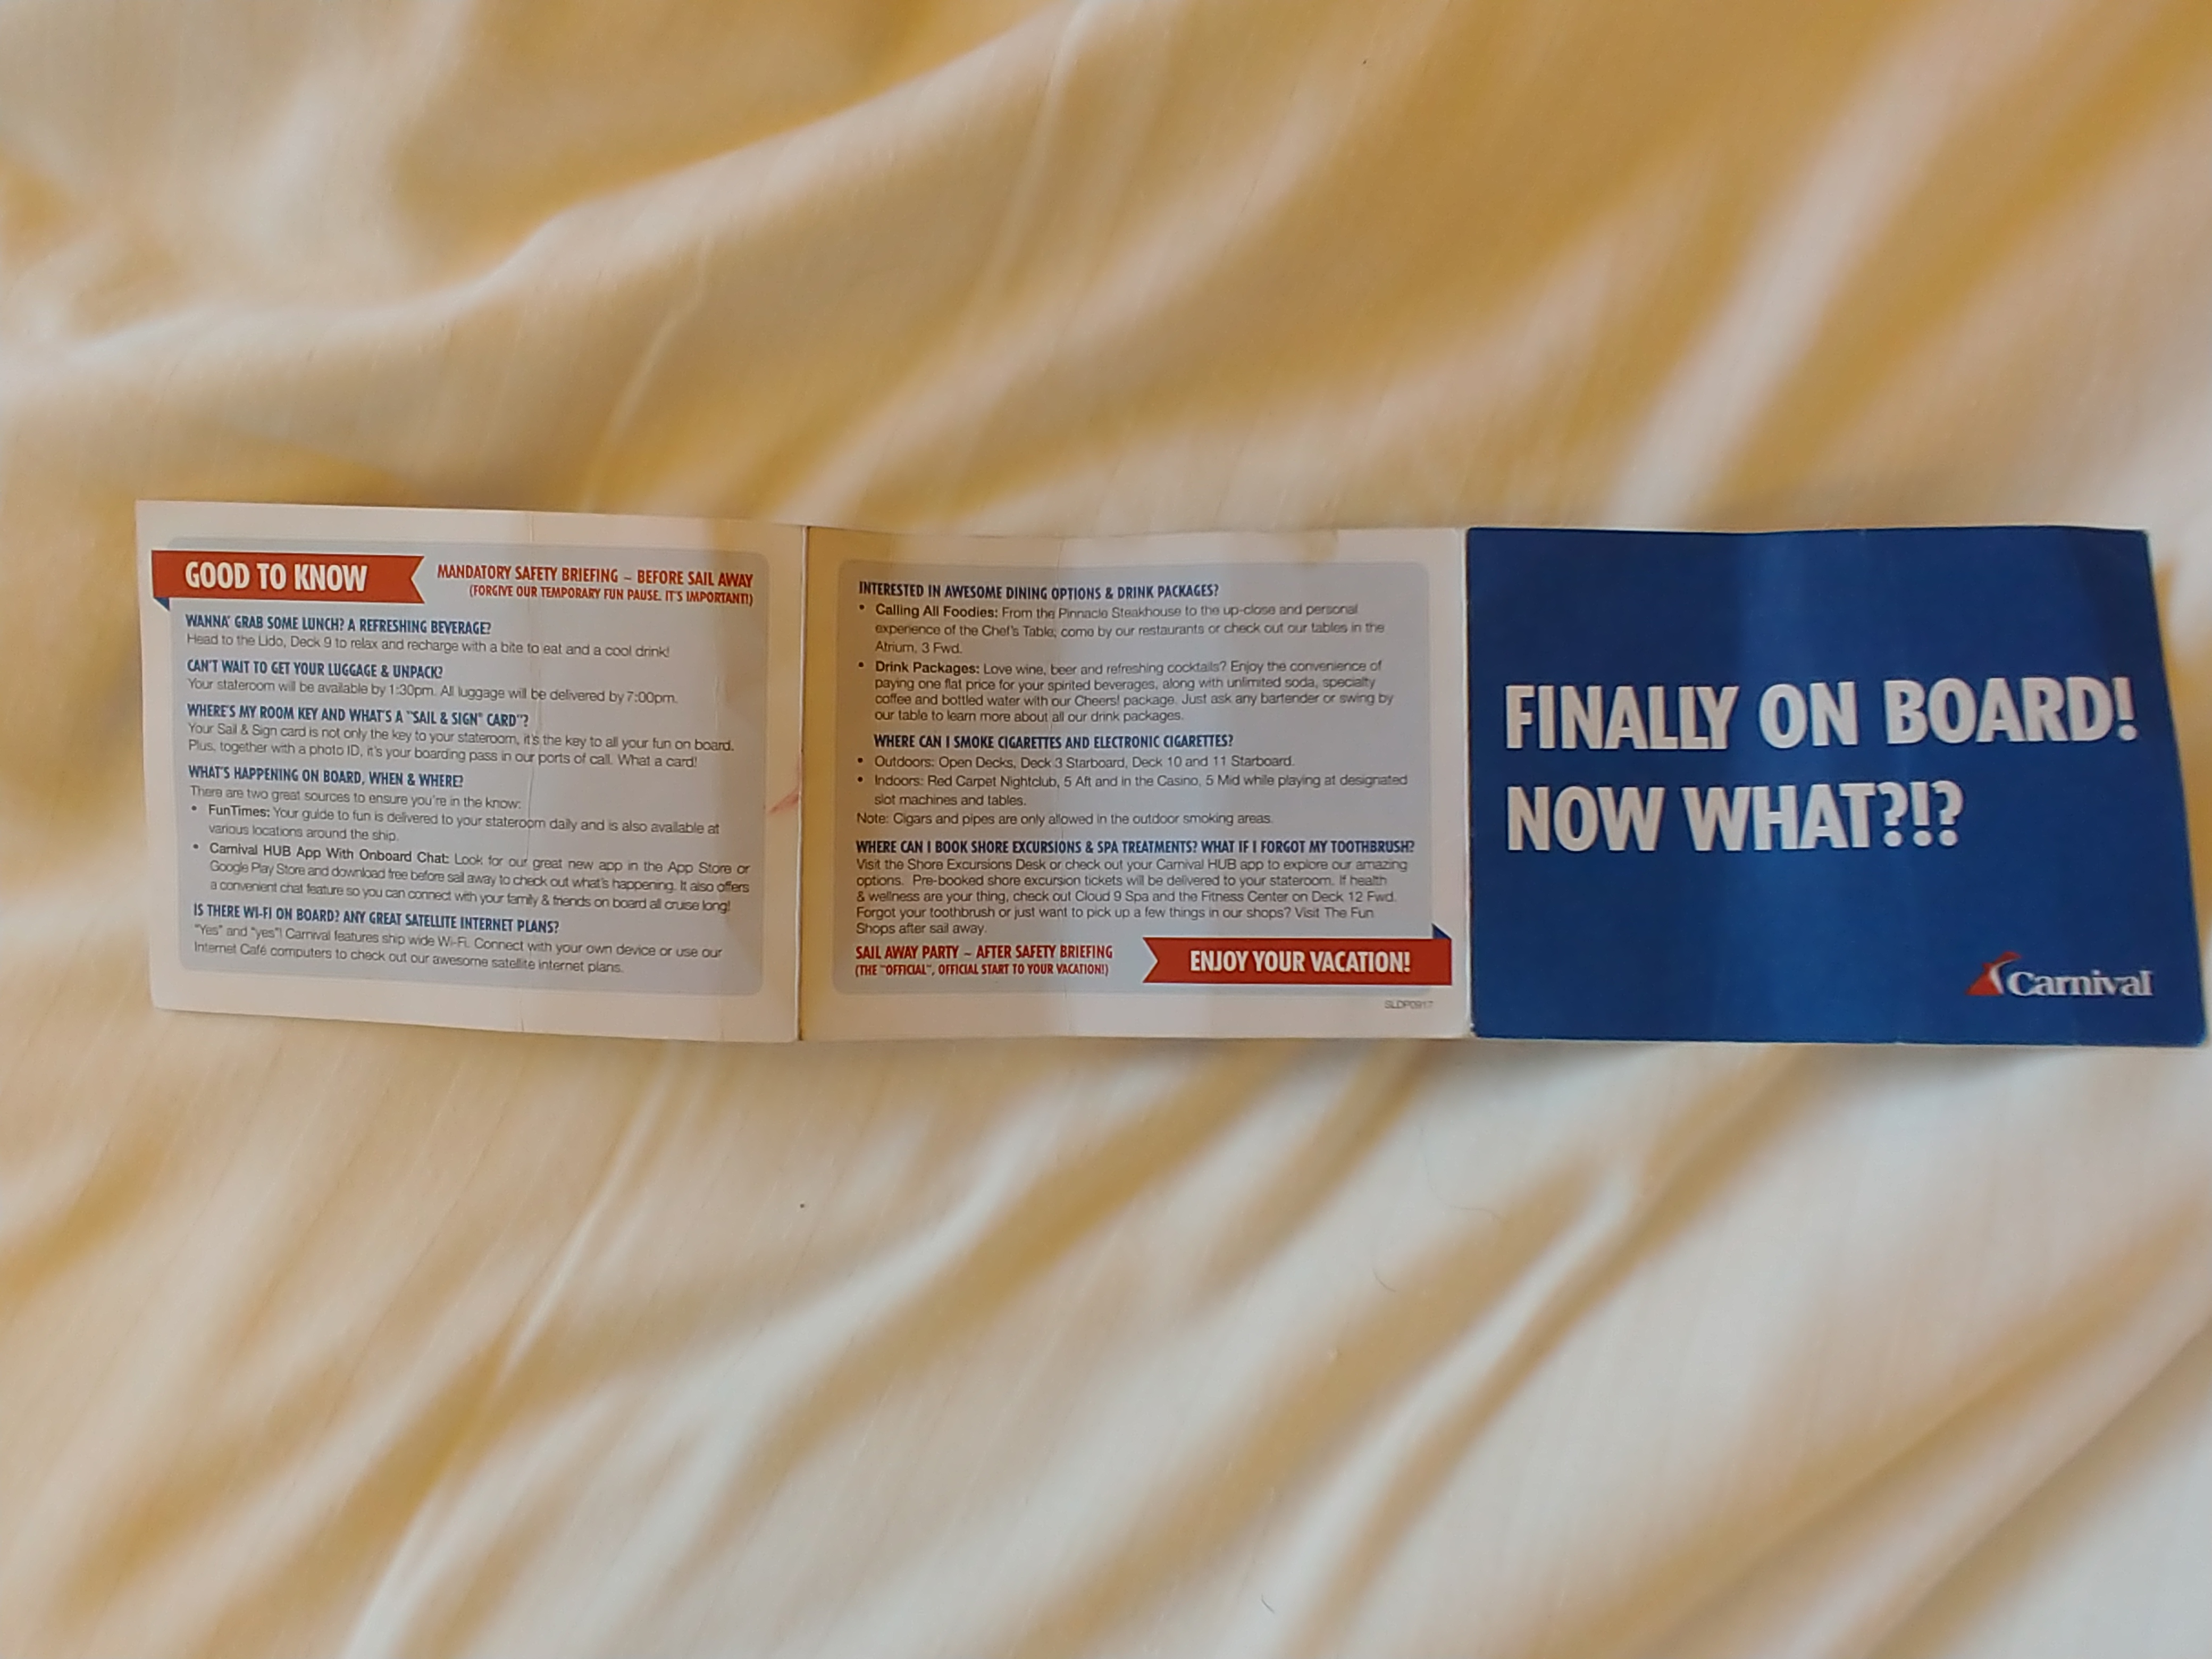 GOOD TO KNOW
MANDATORY SAFETY BRIEFING – BEFORE SAIL AWAY
(FORGIVE OUR TEMPORARY FUN PAUSE. IT'S IMPORTANT!)
WANNA' GRAB SOME LUNCH? A REFRESHING BEVERAGE?
Head to the Lido, Deck 9 to relax and recharge with a bite to eat and a cool drink!
CAN'T WAIT TO GET YOUR LUGGAGE & UNPACK?
Your stateroom will be available by 1:30pm. All luggage will be delivered by 7:00pm.
WHERE'S MY ROOM KEY AND WHAT'S A "SAIL & SIGN® CARD"?
Your Sail & Sign card is not only the key to your stateroom, it's the key to all your fun on board.
Plus, together with a photo ID, it's your boarding pass in our ports of call. What a card!
WHAT'S HAPPENING ON BOARD, WHEN & WHERE?
There are two great sources to ensure you're in the know:
• FunTimes: Your guide to fun is delivered to your stateroom daily and is also available at
various locations around the ship.
• Carnival HUB App With Onboard Chat: Look for our great new app in the App Store or
Google Play Store and download free before sail away to check out what's happening. It also offers
a convenient chat feature so you can connect with your family & friends on board all cruise long!
IS THERE WI-FI ON BOARD? ANY GREAT SATELLITE INTERNET PLANS?
"Yes" and "yes"! Carnival features ship wide Wi-Fi. Connect with your own device or use our
Internet Café computers to check out our awesome satellite internet plans.
INTERESTED IN AWESOME DINING OPTIONS & DRINK PACKAGES?
• Calling All Foodies: From the Pinnacle Steakhouse to the up-close and personal
experience of the Chef's Table, come by our restaurants or check out our tables in the
Atrium, 3 Fwd.
• Drink Packages: Love wine, beer and refreshing cocktails? Enjoy the convenience of
paying one flat price for your spirited beverages, along with unlimited soda, specialty
coffee and bottled water with our Cheers! package. Just ask any bartender or swing by
our table to learn more about all our drink packages.
WHERE CAN I SMOKE CIGARETTES AND ELECTRONIC CIGARETTES?
• Outdoors: Open Decks, Deck 3 Starboard, Deck 10 and 11 Starboard.
• Indoors: Red Carpet Nightclub, 5 Aft and in the Casino, 5 Mid while playing at designated
slot machines and tables.
Note: Cigars and pipes are only allowed in the outdoor smoking areas.
WHERE CAN I BOOK SHORE EXCURSIONS & SPA TREATMENTS? WHAT IF I FORGOT MY TOOTHBRUSH?
Visit the Shore Excursions Desk or check out your Carnival HUB app to explore our amazing
options. Pre-booked shore excursion tickets will be delivered to your stateroom. If health
& wellness are your thing, check out Cloud 9 Spa and the Fitness Center on Deck 12 Fwd.
Forgot your toothbrush or just want to pick up a few things in our shops? Visit The Fun
Shops after sail away.
SAIL AWAY PARTY – AFTER SAFETY BRIEFING
(THE "OFFICIAL", OFFICIAL START TO YOUR VACATION!)
ENJOY YOUR VACATION!
SLDP0917
FINALLY ON BOARD!
NOW WHAT?!?
Carnival